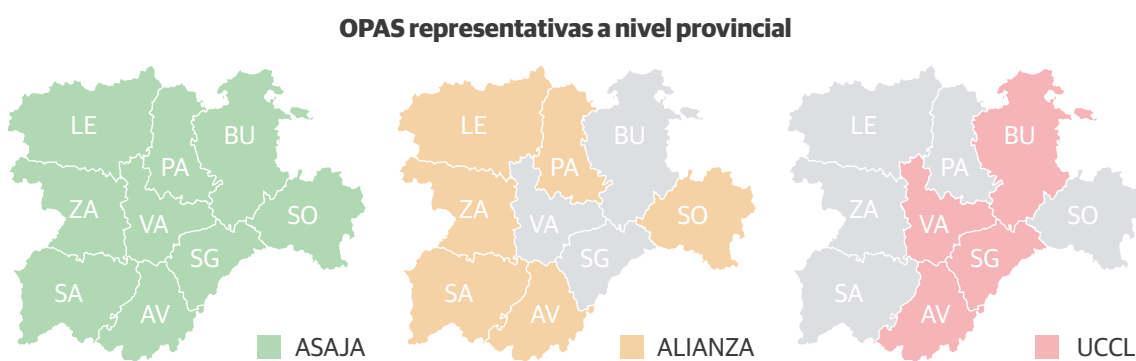 OPAS representativas a nivel provincial
LE
PA
BU
ZA
VA
SO
SG
SA
AV
ASAJA
LE
PA
BU
ZA
VA
SO
SG
SA
AV
ALIANZA
LE
PA
BU
ZA
VA
SO
SG
SA
AV
UCCL